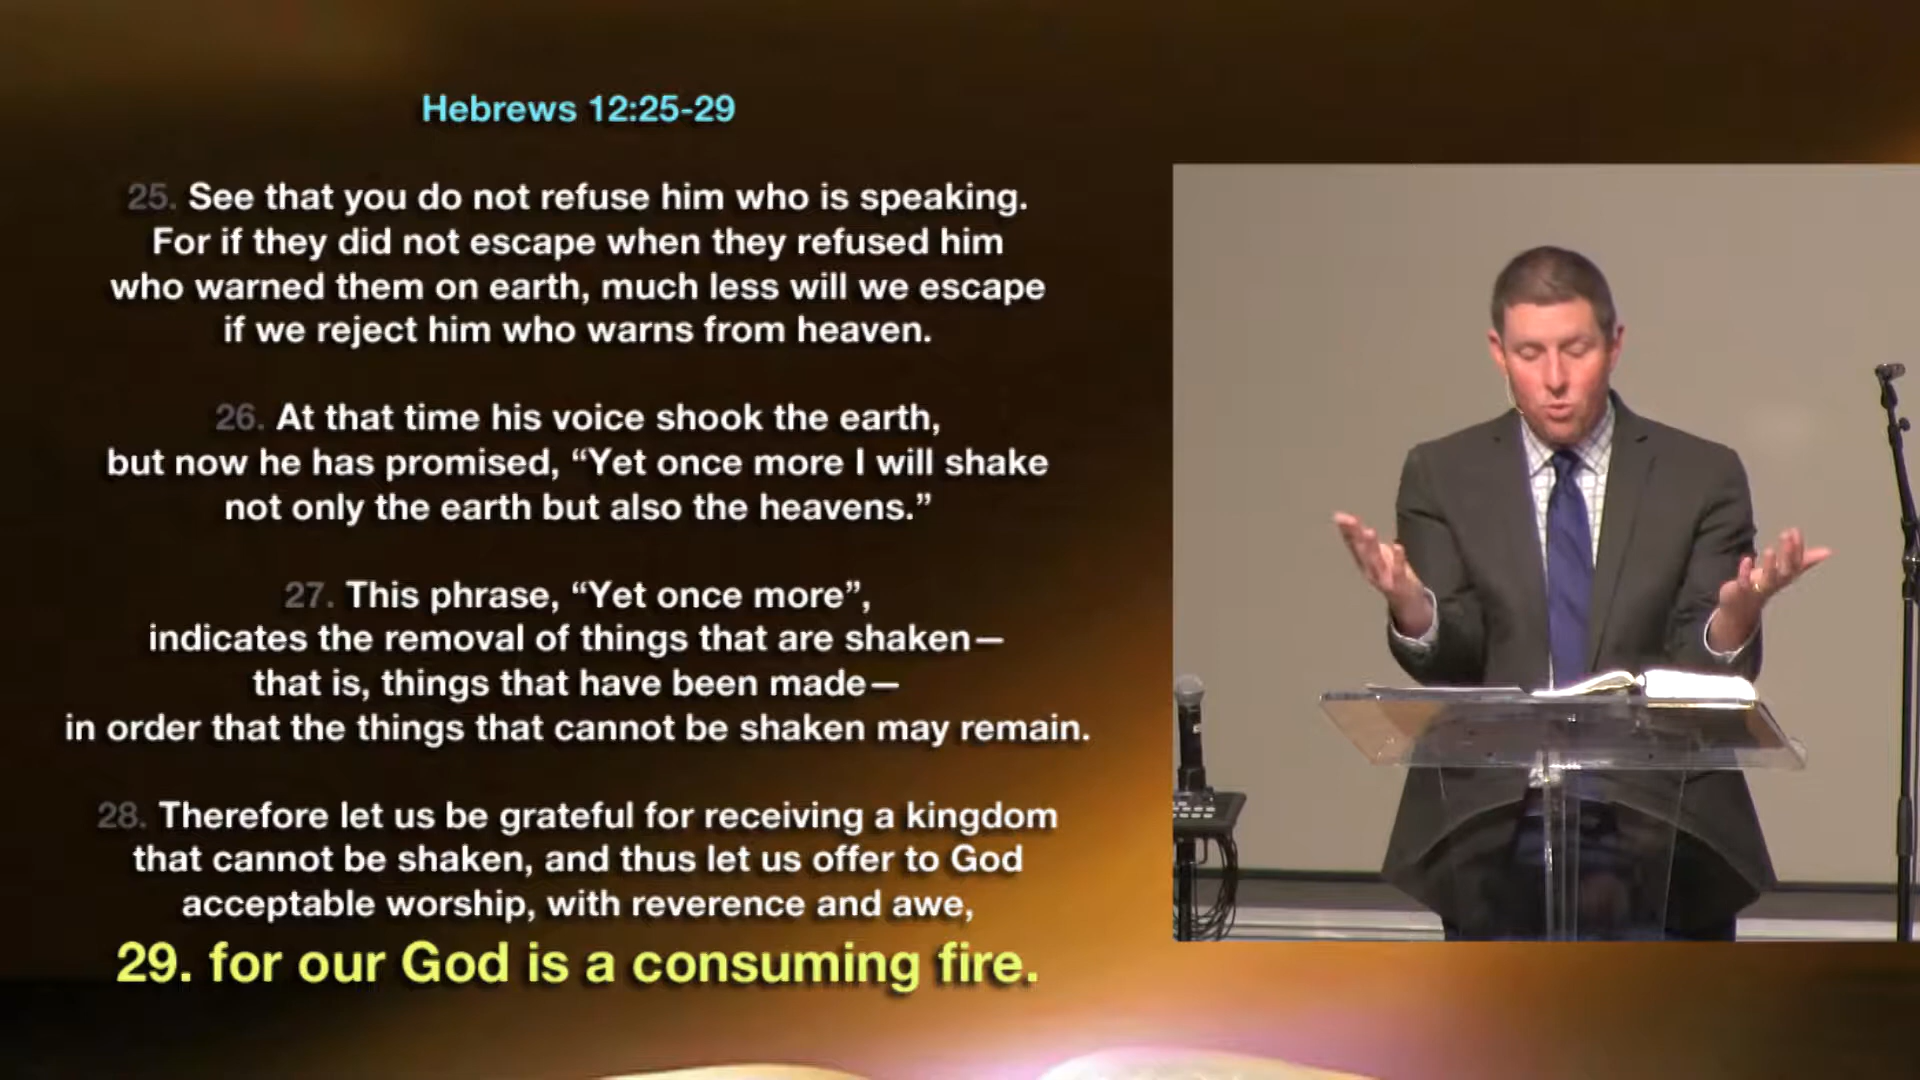 Hebrews 12:25-29
25. See that you do not refuse him who is speaking.
For if they did not escape when they refused him
who warned them on earth, much less will we escape
if we reject him who warns from heaven.
26. At that time his voice shook the earth,
but now he has promised, “Yet once more I will shake
not only the earth but also the heavens.”
27. This phrase, “Yet once more”,
indicates the removal of things that are shaken—
that is, things that have been made—
in order that the things that cannot be shaken may remain.
28. Therefore let us be grateful for receiving a kingdom
that cannot be shaken, and thus let us offer to God
acceptable worship, with reverence and awe,
29. for our God is a consuming fire.